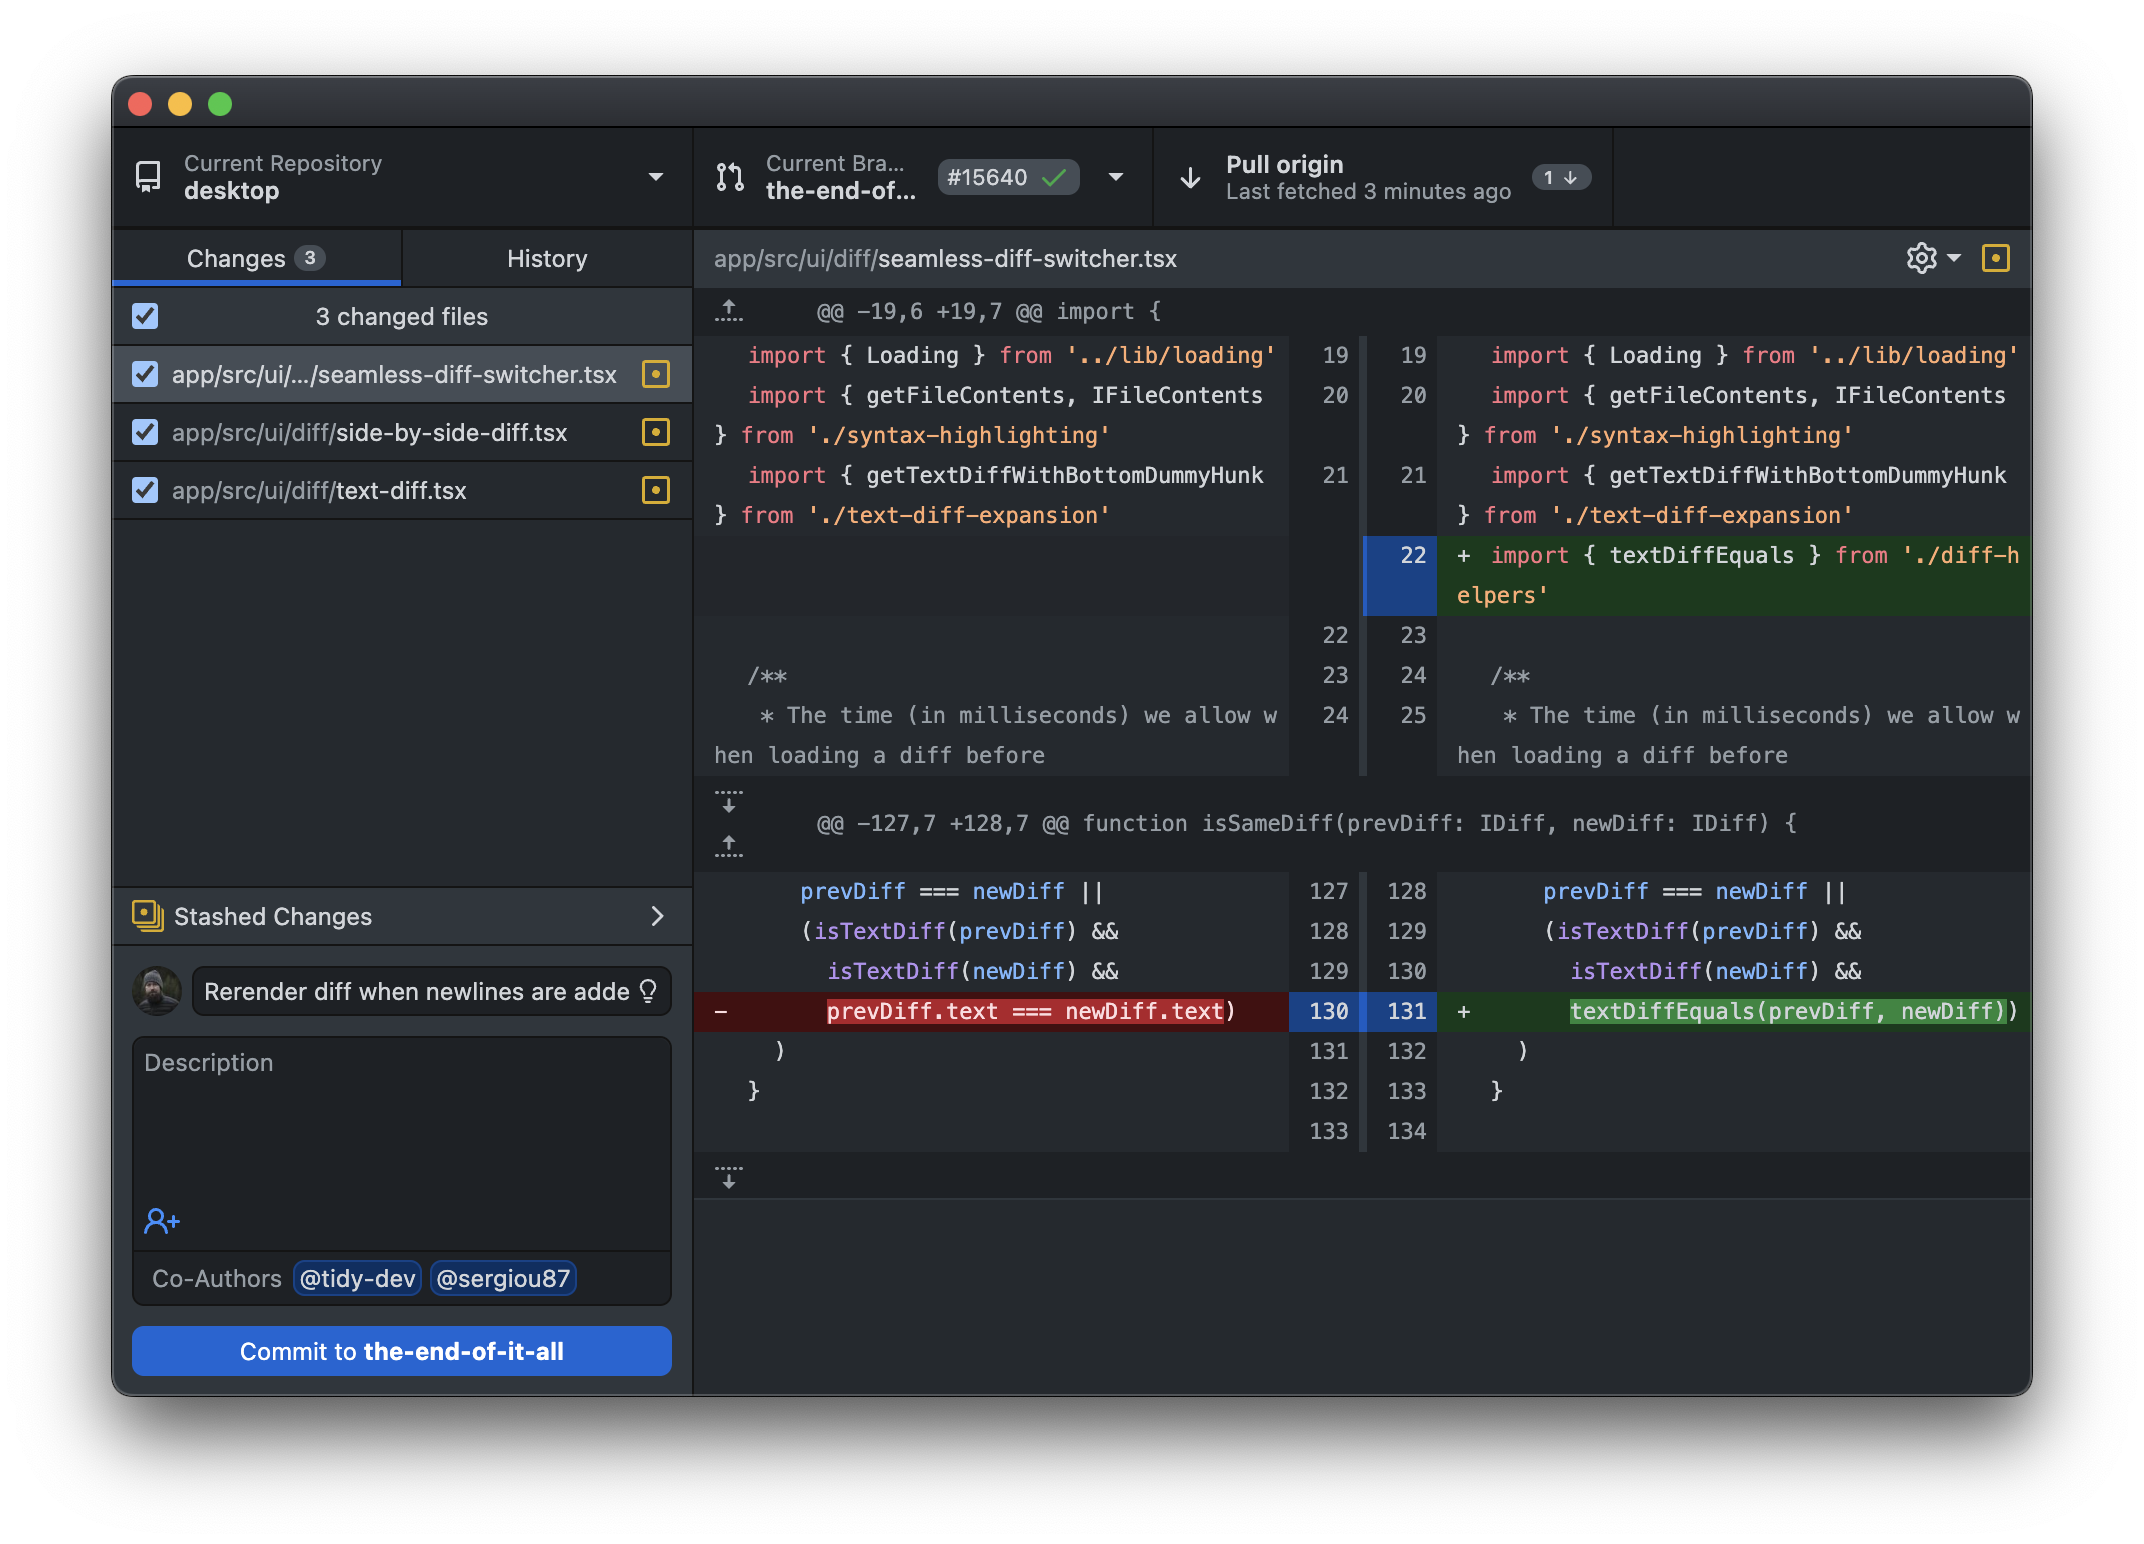 Current Repository
desktop
Current Bra...
the-end-of...
#15640
Pull origin
Last fetched 3 minutes ago
1
Changes 3
History
3 changed files
app/src/ui/.../seamless-diff-switcher.tsx
app/src/ui/diff/side-by-side-diff.tsx
app/src/ui/diff/text-diff.tsx
Stashed Changes
Rerender diff when newlines are adde
Description
Co-Authors @tidy-dev @sergiou87
Commit to the-end-of-it-all
app/src/ui/diff/seamless-diff-switcher.tsx
@@ -19,6 +19,7 @@ import {
import { Loading } from '../lib/loading' 19 19 import { Loading } from '../lib/loading'
import { getFileContents, IFileContents 20 20 import { getFileContents, IFileContents
} from './syntax-highlighting' } from './syntax-highlighting'
import { getTextDiffWithBottomDummyHunk 21 21 import { getTextDiffWithBottomDummyHunk
} from './text-diff-expansion' } from './text-diff-expansion'
22 + import { textDiffEquals } from './diff-h
elpers'
22 23
/** 23 24 /**
* The time (in milliseconds) we allow w 24 25 * The time (in milliseconds) we allow w
hen loading a diff before hen loading a diff before
@@ -127,7 +128,7 @@ function isSameDiff(prevDiff: IDiff, newDiff: IDiff) {
prevDiff === newDiff || 127 128 prevDiff === newDiff ||
(isTextDiff(prevDiff) && 128 129 (isTextDiff(prevDiff) &&
isTextDiff(newDiff) && 129 130 isTextDiff(newDiff) &&
- prevDiff.text === newDiff.text) 130 131 + textDiffEquals(prevDiff, newDiff))
) 131 132 )
} 132 133 }
133 134